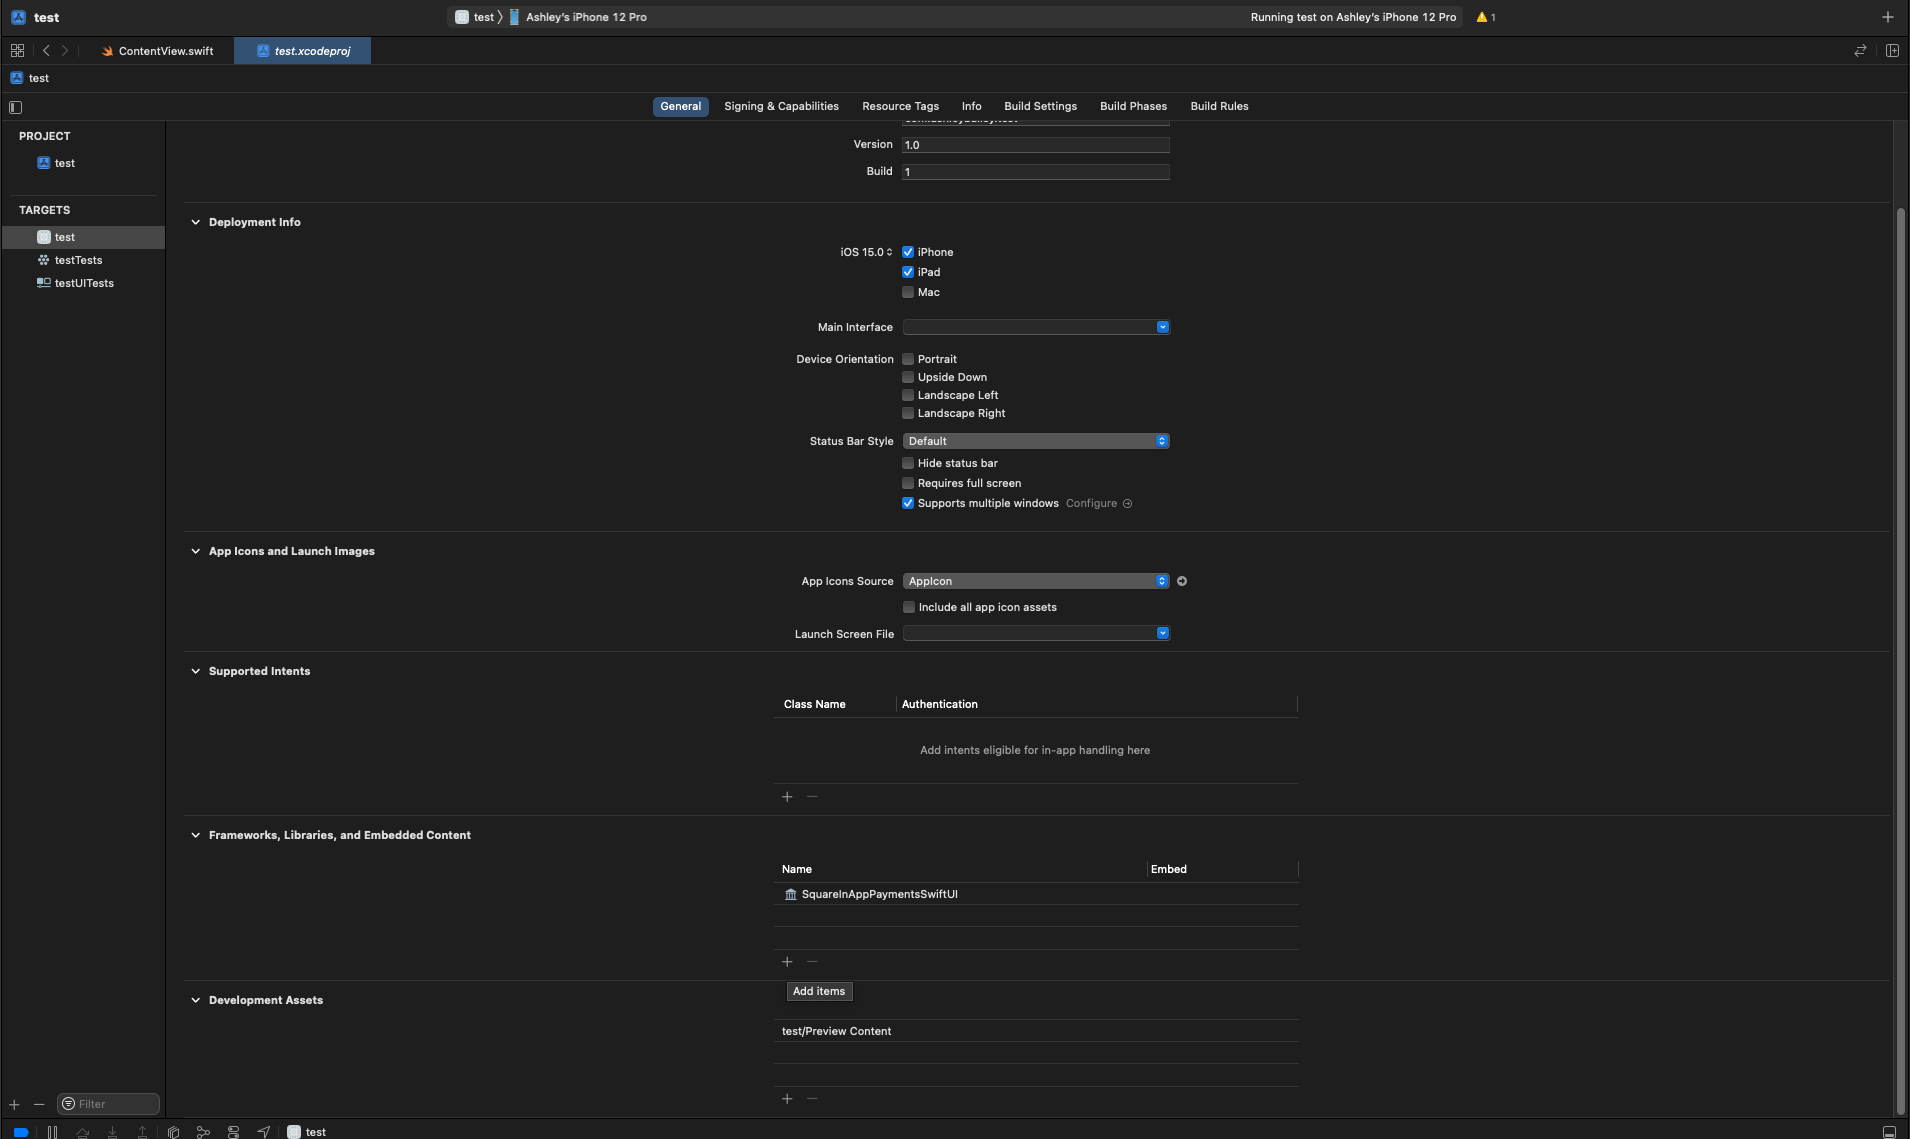 test
test
Ashley's iPhone 12 Pro
Running test on Ashley's iPhone 12 Pro
1
ContentView.swift
test.xcodeproj
test
General
Signing & Capabilities
Resource Tags
Info
Build Settings
Build Phases
Build Rules
PROJECT
test
TARGETS
test
testTests
testUITests
Version
1.0
Build
1
Deployment Info
iOS 15.0
iPhone
iPad
Mac
Main Interface
Device Orientation
Portrait
Upside Down
Landscape Left
Landscape Right
Status Bar Style
Default
Hide status bar
Requires full screen
Supports multiple windows
Configure
App Icons and Launch Images
App Icons Source
AppIcon
Include all app icon assets
Launch Screen File
Supported Intents
Class Name
Authentication
Add intents eligible for in-app handling here
Frameworks, Libraries, and Embedded Content
Name
Embed
SquareInAppPaymentsSwiftUI
Add items
Development Assets
test/Preview Content
Filter
test